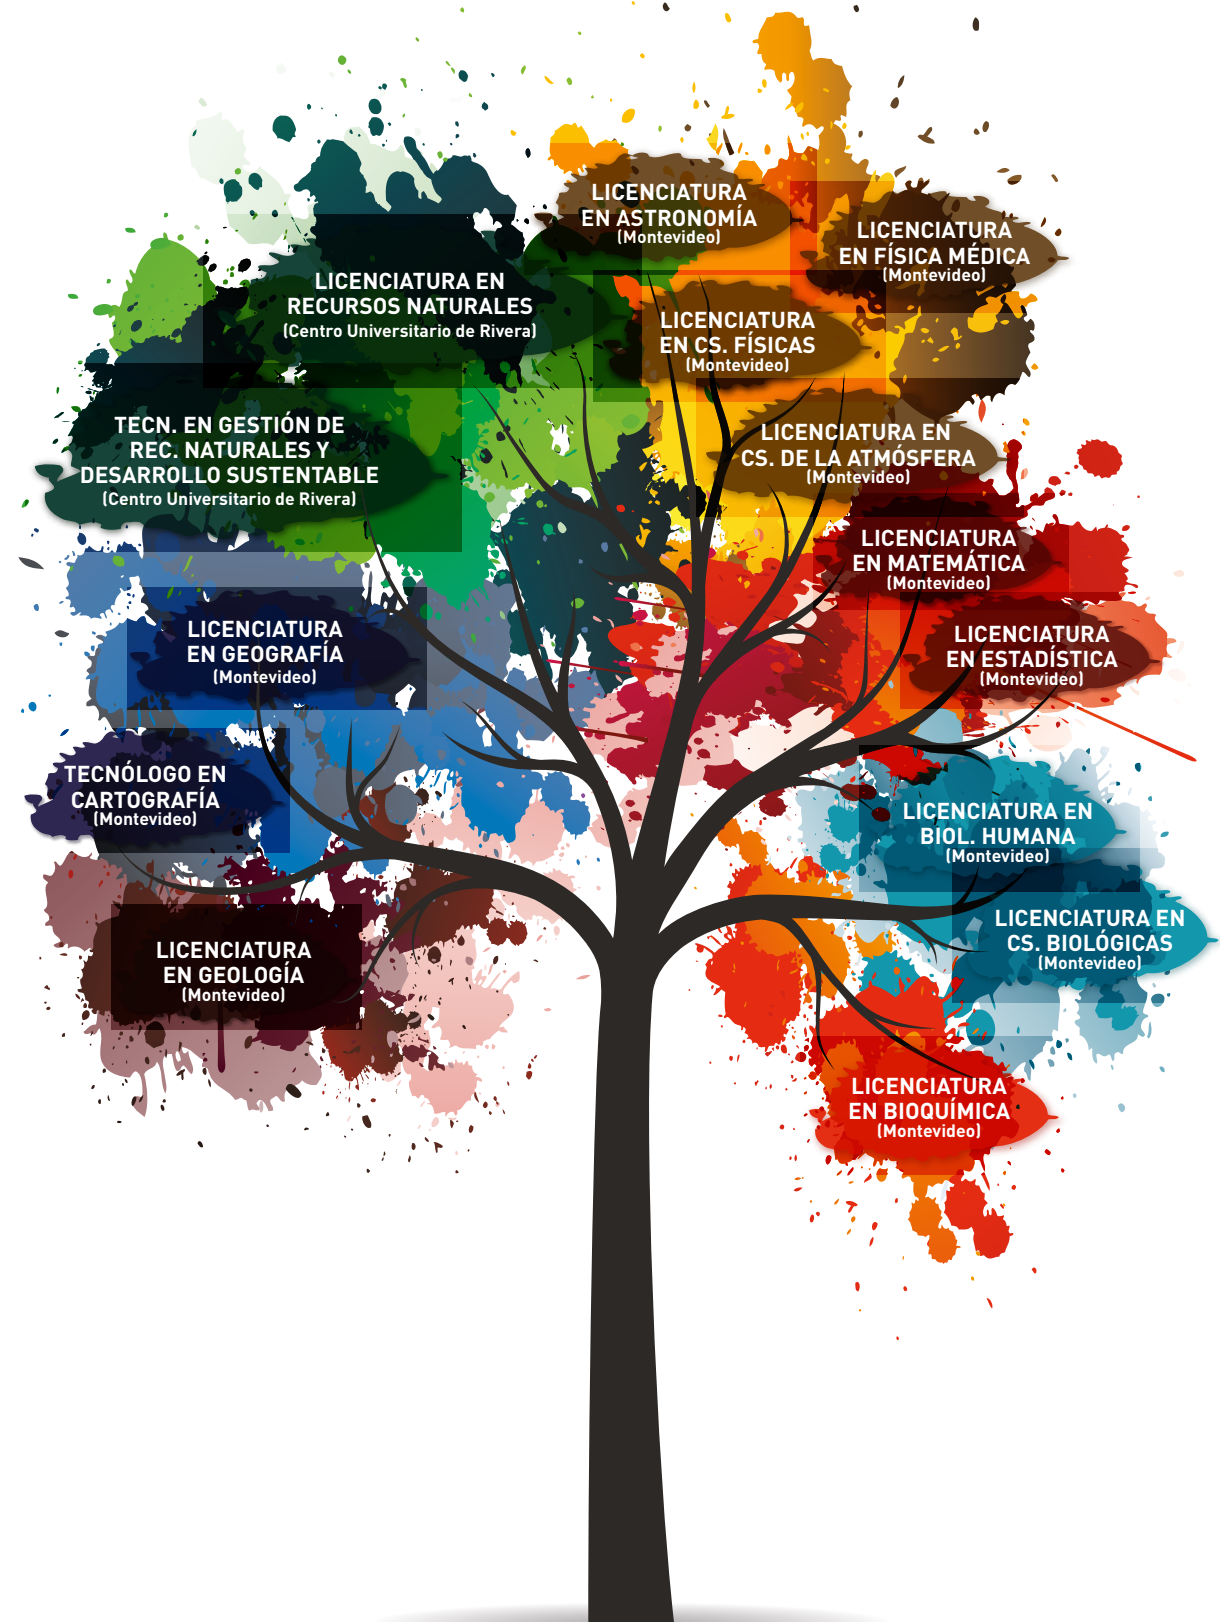 LICENCIATURA
EN ASTRONOMÍA
(Montevideo)
LICENCIATURA
EN FÍSICA MÉDICA
(Montevideo)
LICENCIATURA EN
RECURSOS NATURALES
(Centro Universitario de Rivera)
LICENCIATURA
EN CS. FÍSICAS
(Montevideo)
TECN. EN GESTIÓN DE
REC. NATURALES Y
DESARROLLO SUSTENTABLE
(Centro Universitario de Rivera)
LICENCIATURA EN
CS. DE LA ATMÓSFERA
(Montevideo)
LICENCIATURA
EN MATEMÁTICA
(Montevideo)
LICENCIATURA
EN GEOGRAFÍA
(Montevideo)
LICENCIATURA
EN ESTADÍSTICA
(Montevideo)
TECNÓLOGO EN
CARTOGRAFÍA
(Montevideo)
LICENCIATURA EN
BIOL. HUMANA
(Montevideo)
LICENCIATURA EN
CS. BIOLÓGICAS
(Montevideo)
LICENCIATURA
EN GEOLOGÍA
(Montevideo)
LICENCIATURA
EN BIOQUÍMICA
(Montevideo)